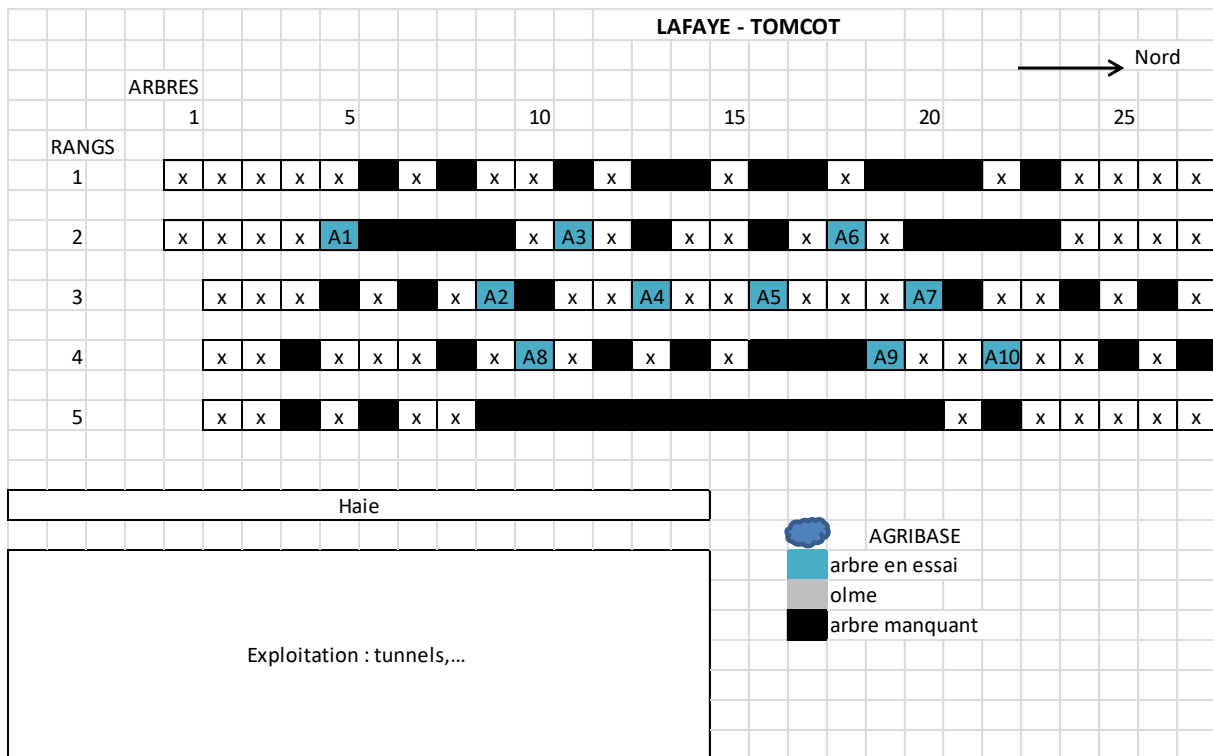 LAFAYE - TOMCOT
Nord
ARBRES
1 5 10 15 20 25
RANGS
1 x x x x x x x x x x x x x x x x
2 x x x x A1 x A3 x x x x A6 x x x x x
3 x x x x x A2 x x A4 x x A5 x x x A7 x x x x
4 x x x x x x A8 x x x A9 x x A10 x x x
5 x x x x x x x x x x x
Haie
AGRIBASE
arbre en essai
olme
arbre manquant
Exploitation : tunnels,...